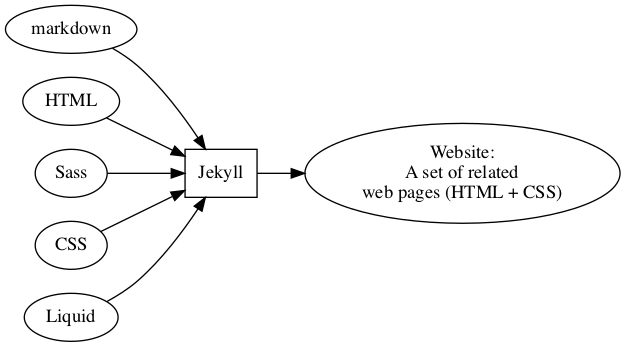 markdown
HTML
Sass
CSS
Liquid
Jekyll
Website:
A set of related
web pages (HTML + CSS)